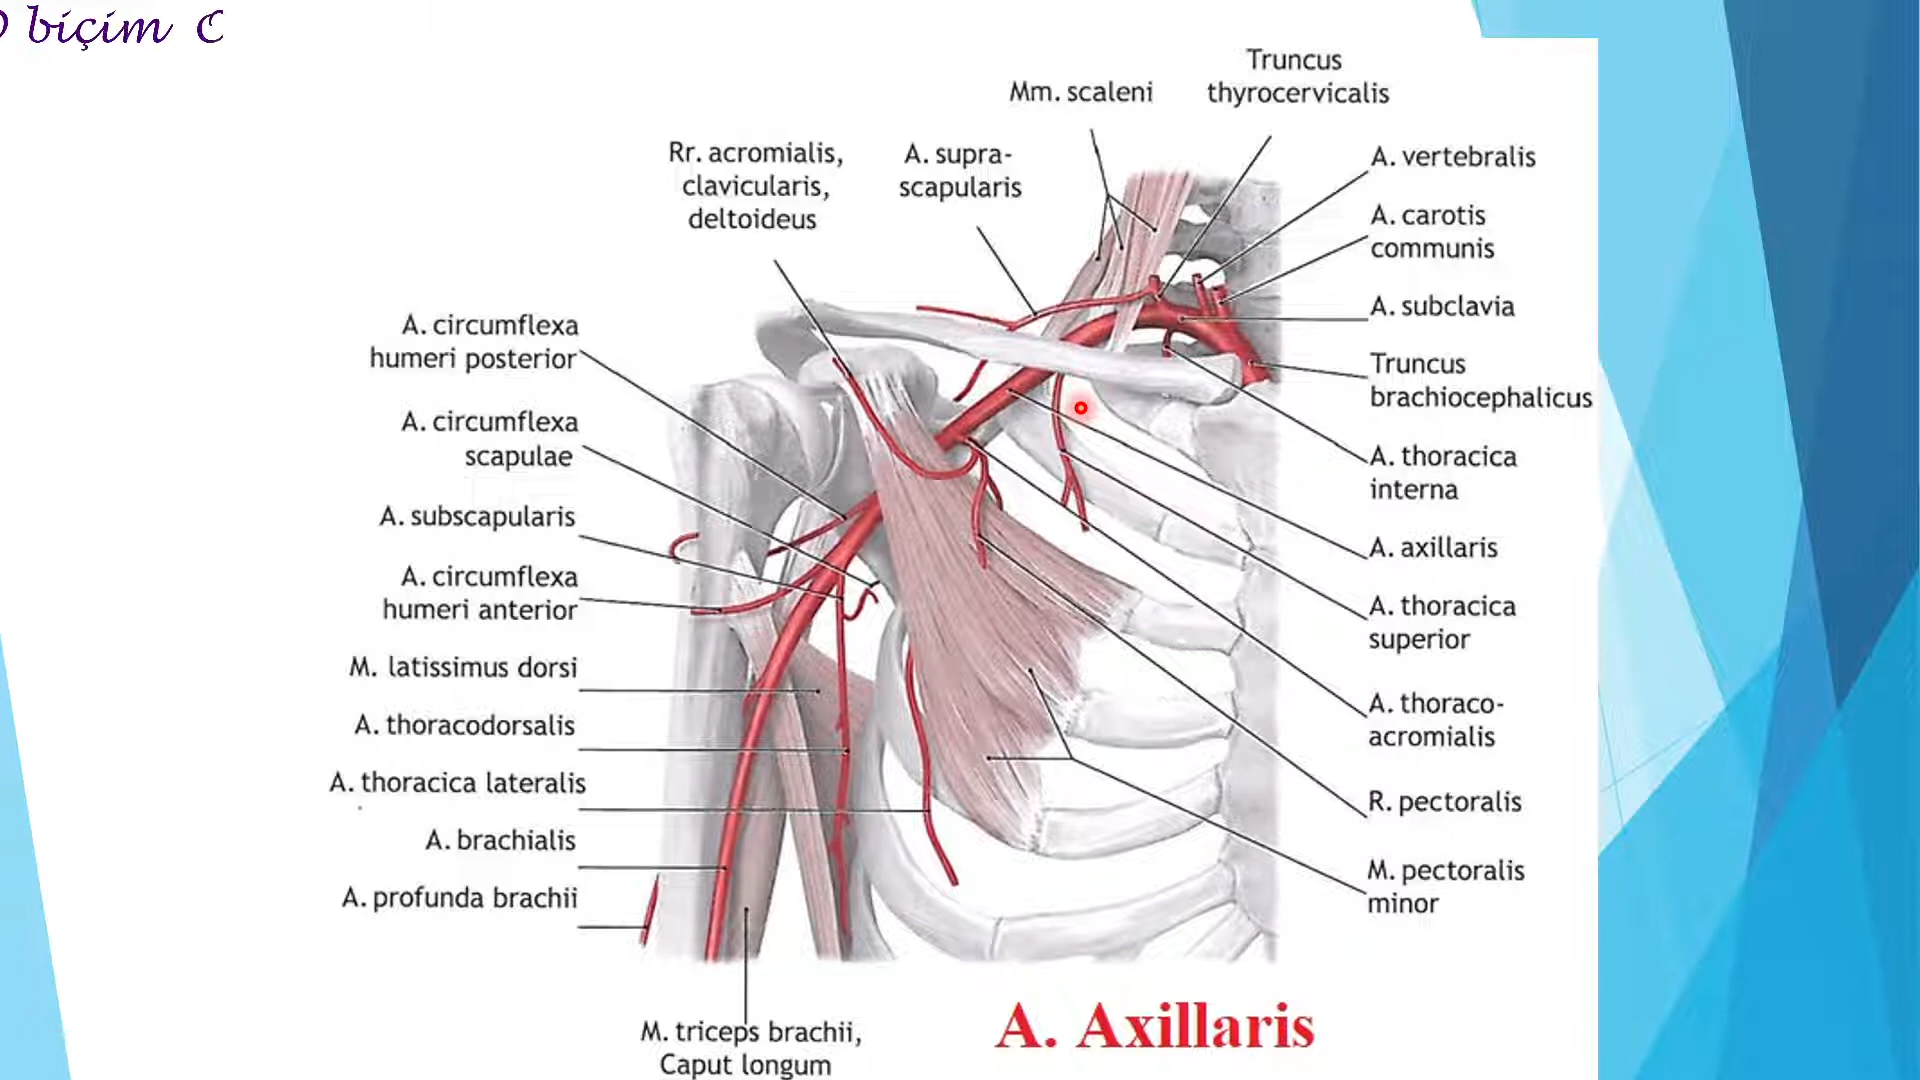 biçim
Truncus
thyrocervicalis
Mm. scaleni
Rr. acromialis,
clavicularis,
deltoideus
A. supra-
scapularis
A. vertebralis
A. carotis
communis
A. subclavia
Truncus
brachiocephalicus
A. thoracica
interna
A. axillaris
A. thoracica
superior
A. thoraco-
acromialis
R. pectoralis
M. pectoralis
minor
A. circumflexa
humeri posterior
A. circumflexa
scapulae
A. subscapularis
A. circumflexa
humeri anterior
M. latissimus dorsi
A. thoracodorsalis
A. thoracica lateralis
A. brachialis
A. profunda brachii
M. triceps brachii,
Caput longum
A. Axillaris